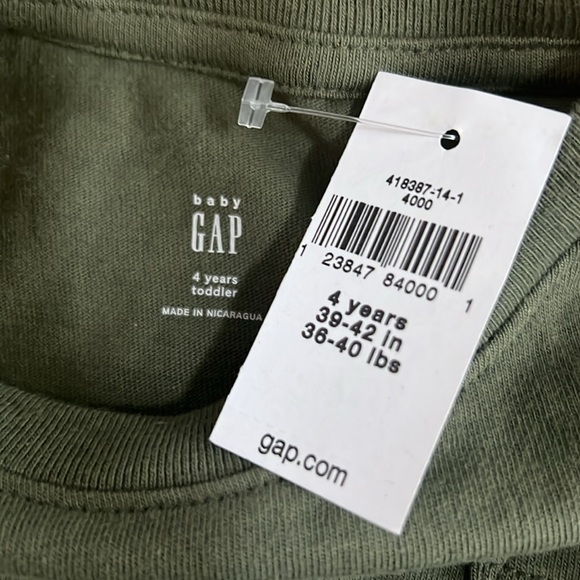 baby
GAP
4 years
toddler
MADE IN NICARAGUA
418387-14-1
4000
1 23847 84000 1
4 years
39-42 in
36-40 lbs
gap.com